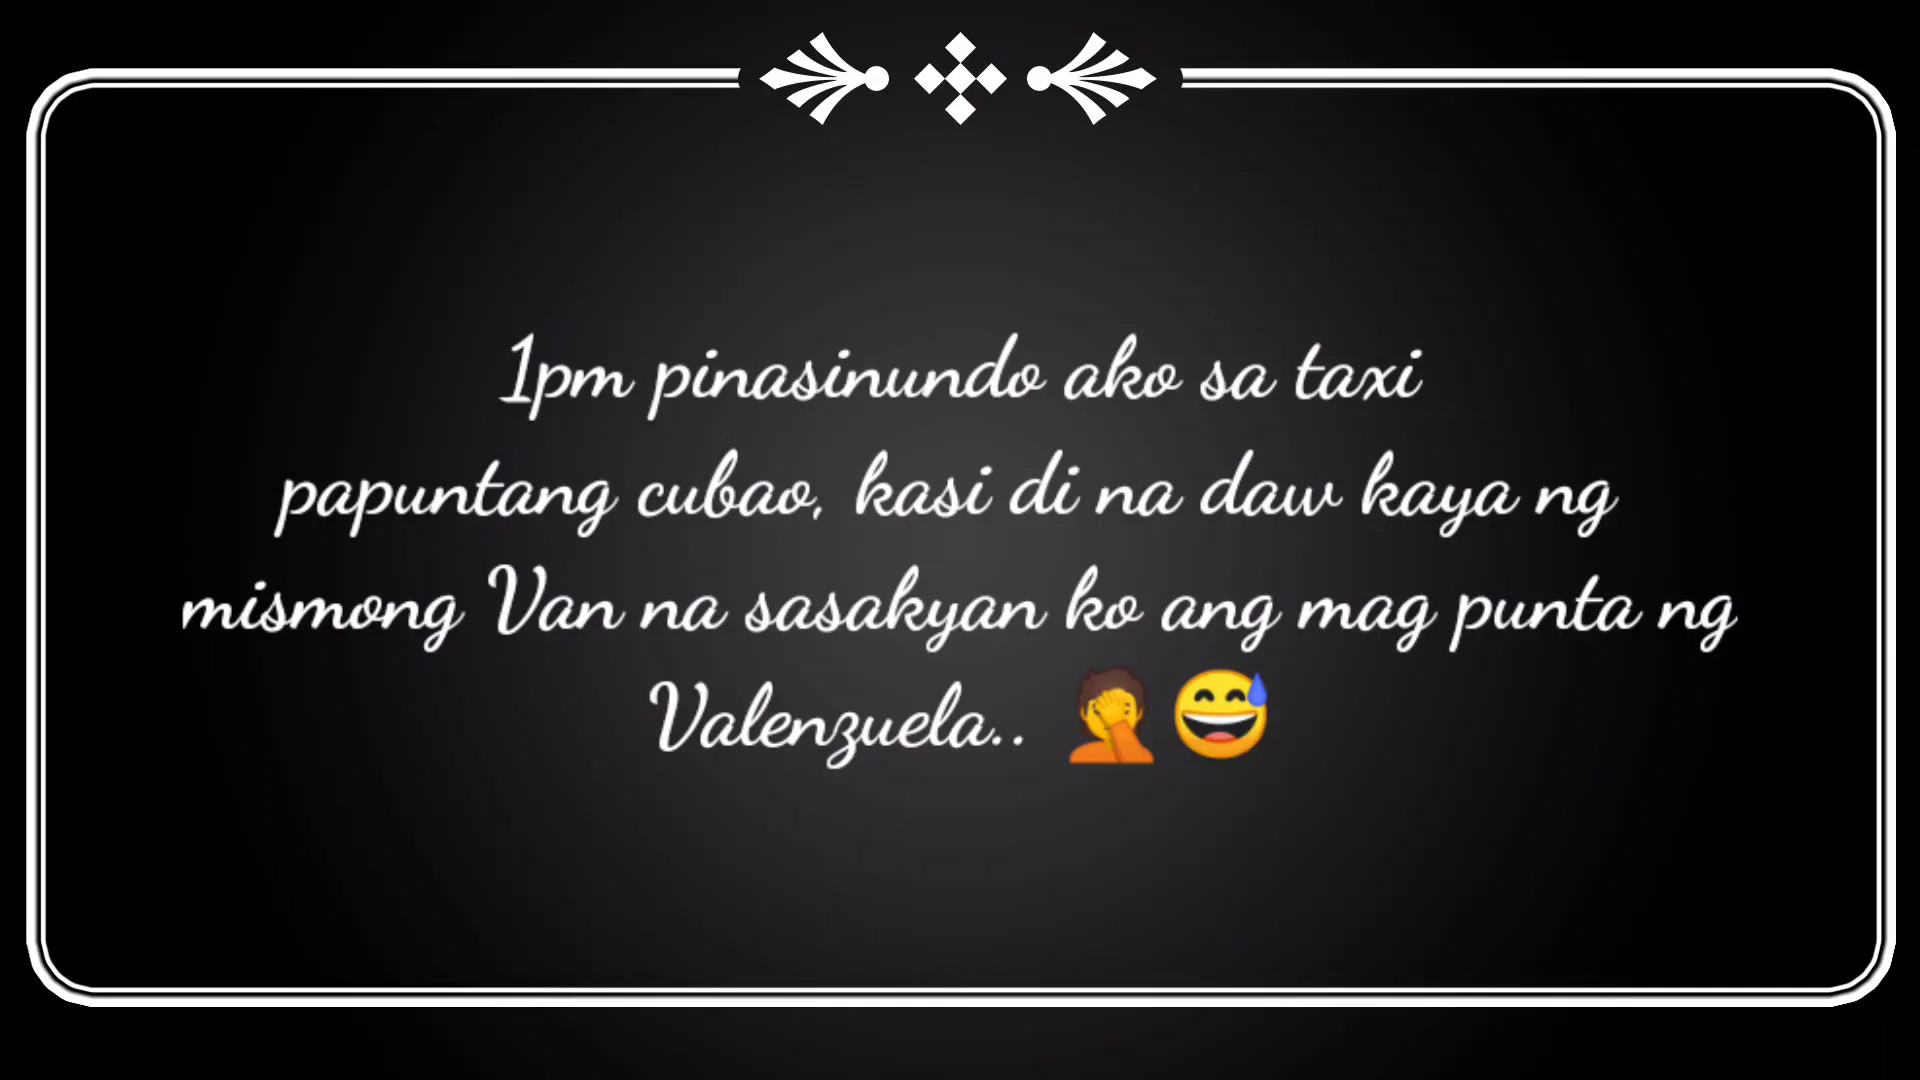 1pm pinasinundo ako sa taxi
papuntang cubao, kasi di na daw kaya ng
mismong Van na sasakyan ko ang mag punta ng
Valenzuela.. 🤦😅